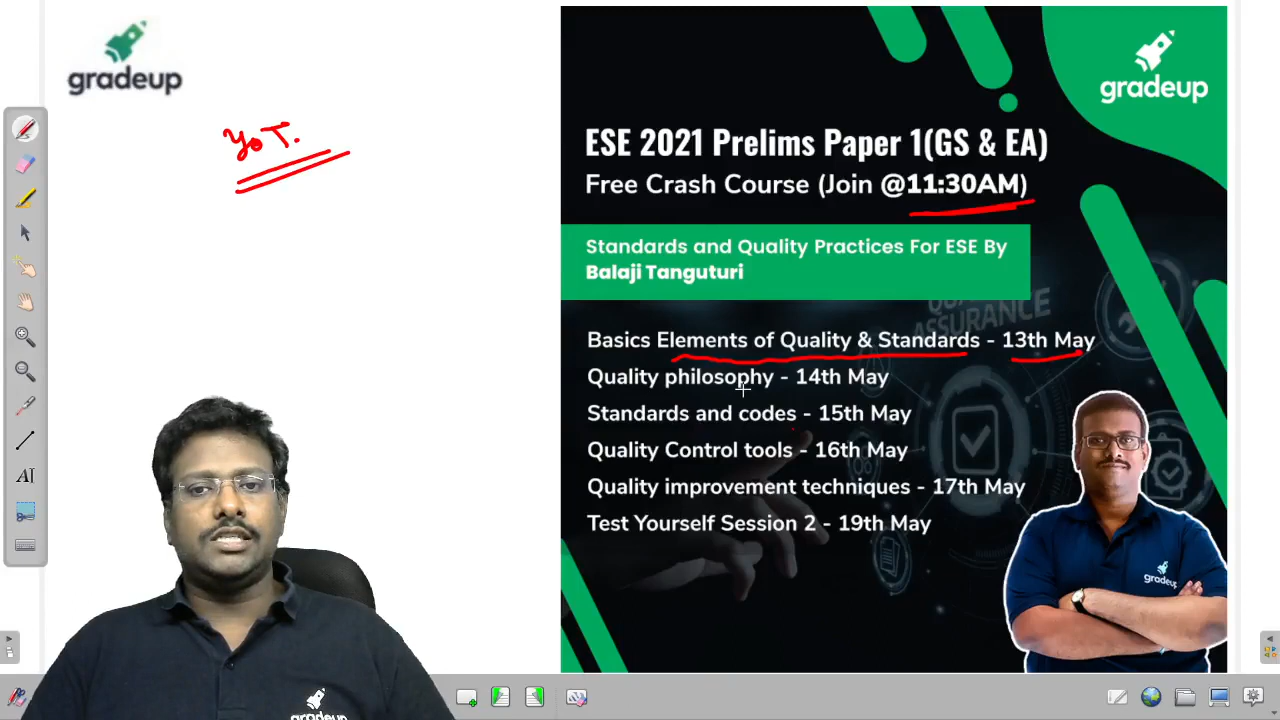 gradeup
YoT.
gradeup
ESE 2021 Prelims Paper 1(GS & EA)
Free Crash Course (Join @11:30AM)
Standards and Quality Practices For ESE By
Balaji Tanguturi
ASSURANCE
Basics Elements of Quality & Standards - 13th May
Quality philosophy - 14th May
Standards and codes - 15th May
Quality Control tools - 16th May
Quality improvement techniques - 17th May
Test Yourself Session 2 - 19th May
gradeup
gradeup